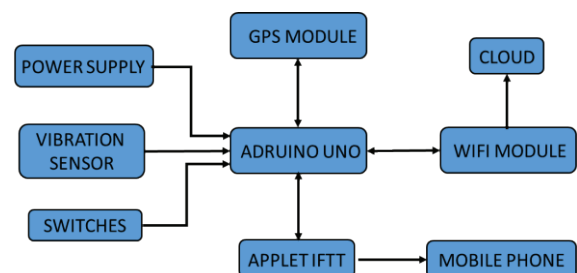 GPS MODULE
CLOUD
POWER SUPPLY
VIBRATION
SENSOR
ADRUINO UNO
WIFI MODULE
SWITCHES
APPLET IFTT
MOBILE PHONE